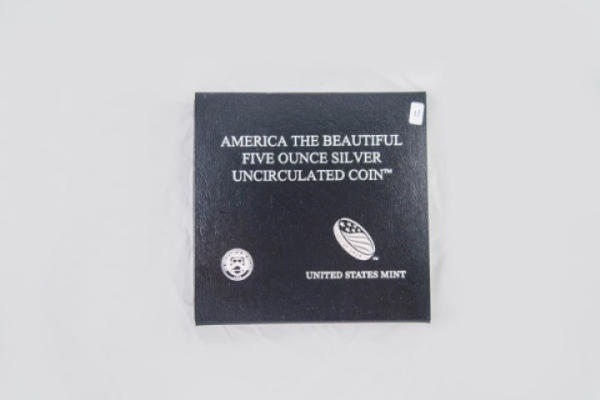 AMERICA THE BEAUTIFUL
FIVE OUNCE SILVER
UNCIRCULATED COIN™
UNITED STATES MINT